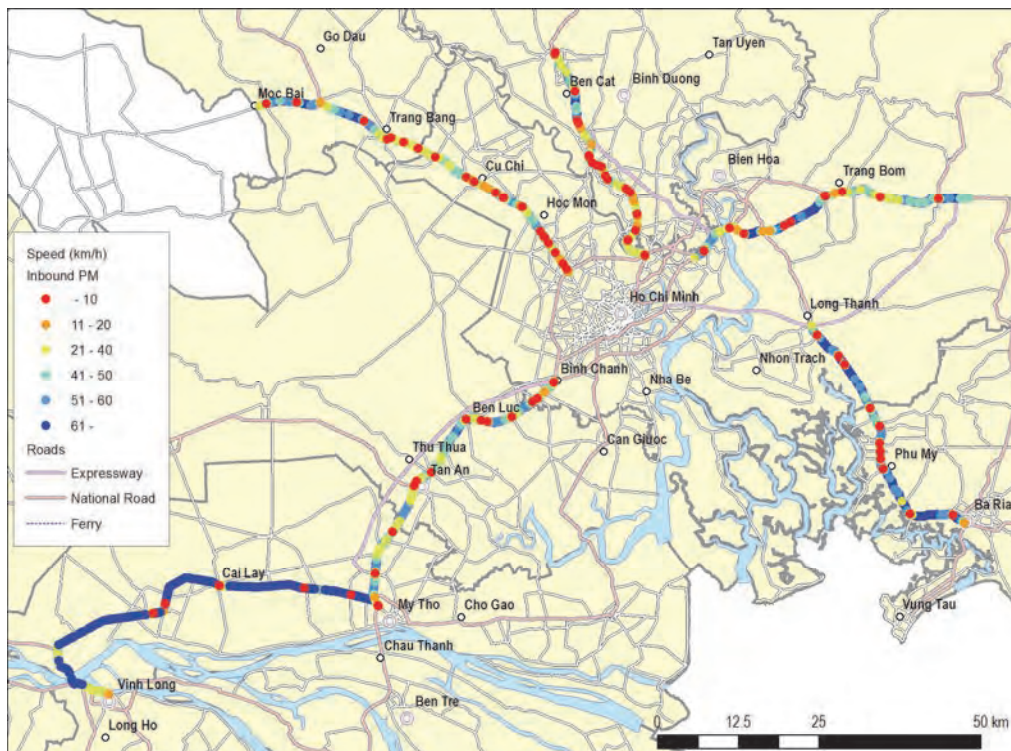 Go Dau
Tan Uyen
Ben Cat
Binh Duong
Moc Bai
Trang Bang
Bien Hoa
Cu Chi
Trang Bom
Hoc Mon
Speed (km/h)
Inbound PM
- 10
11 - 20
21 - 40
41 - 50
51 - 60
61 -
Roads
Expressway
National Road
Ferry
Ho Chi Minh
Long Thanh
Nhon Trach
Binh Chanh
Nha Be
Ben Luc
Can Giuoc
Thu Thua
Tan An
Phu My
Ba Ria
Cai Lay
My Tho
Cho Gao
Vung Tau
Chau Thanh
Vinh Long
Ben Tre
Long Ho
0 12.5 25 50 km